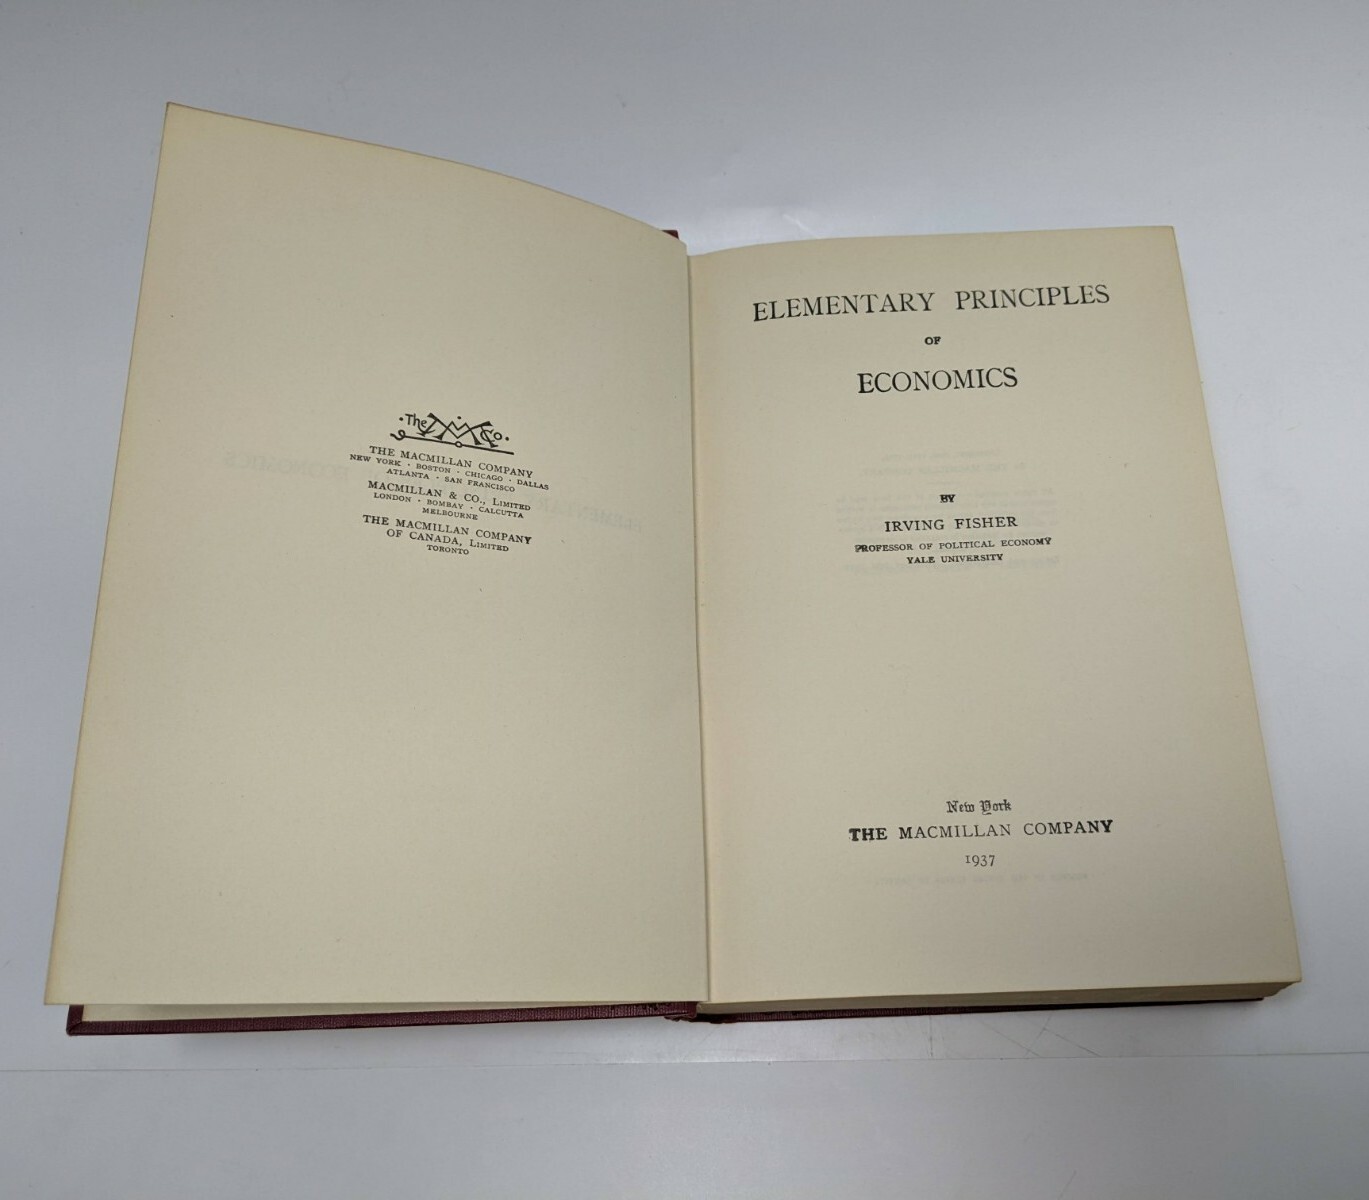 The M Co.
THE MACMILLAN COMPANY
NEW YORK · BOSTON · CHICAGO · DALLAS
ATLANTA · SAN FRANCISCO
MACMILLAN & CO., LIMITED
LONDON · BOMBAY · CALCUTTA
MELBOURNE
THE MACMILLAN COMPANY
OF CANADA, LIMITED
TORONTO
ELEMENTARY PRINCIPLES
OF
ECONOMICS
BY
IRVING FISHER
PROFESSOR OF POLITICAL ECONOMY
YALE UNIVERSITY
New York
THE MACMILLAN COMPANY
1937